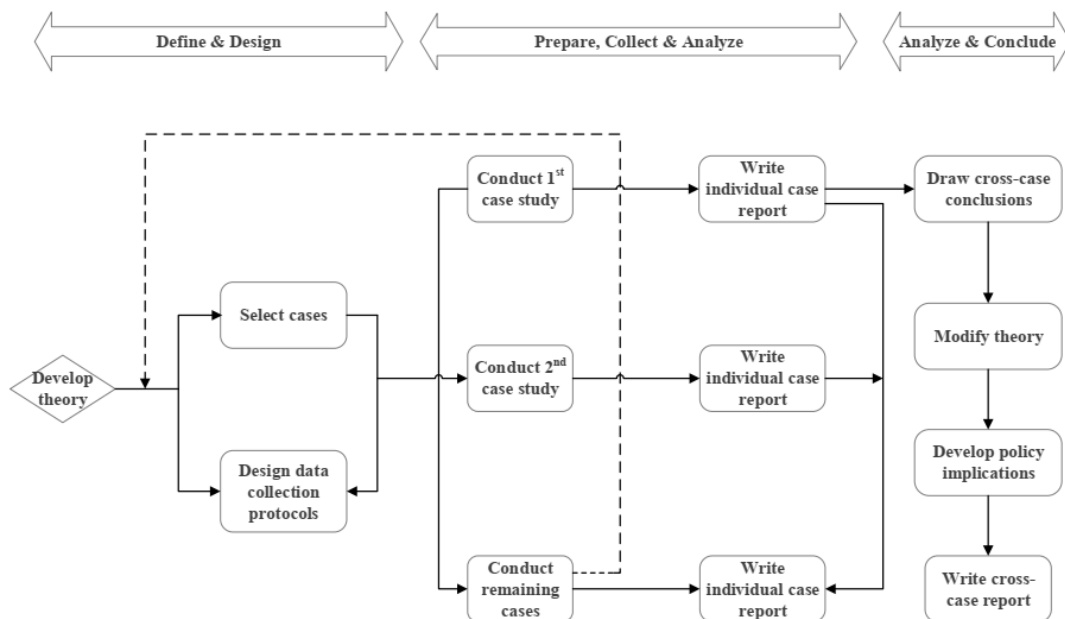 Define & Design
Prepare, Collect & Analyze
Analyze & Conclude
Develop
theory
Select cases
Design data
collection
protocols
Conduct 1st
case study
Conduct 2nd
case study
Conduct
remaining
cases
Write
individual case
report
Write
individual case
report
Write
individual case
report
Draw cross-case
conclusions
Modify theory
Develop policy
implications
Write cross-
case report